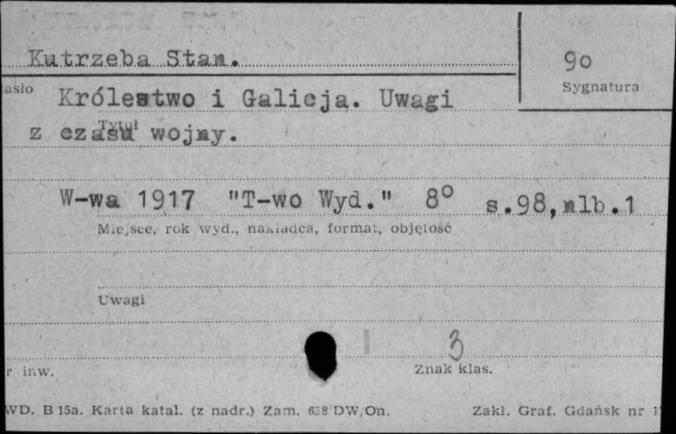 Kutrzeba Stan.
90
Sygnatura
asło
Królestwo i Galicja. Uwagi
Tytuł
z czasu wojny.
W-wa 1917 "T-wo Wyd." 8° s.98,nlb.1
Miejsce, rok wyd., nakładca, format, objętość
Uwagi
3
r inw.
Znak klas.
WD. B 15a. Karta katal. (z nadr.) Zam. 638/DW/On.
Zakł. Graf. Gdańsk nr 1